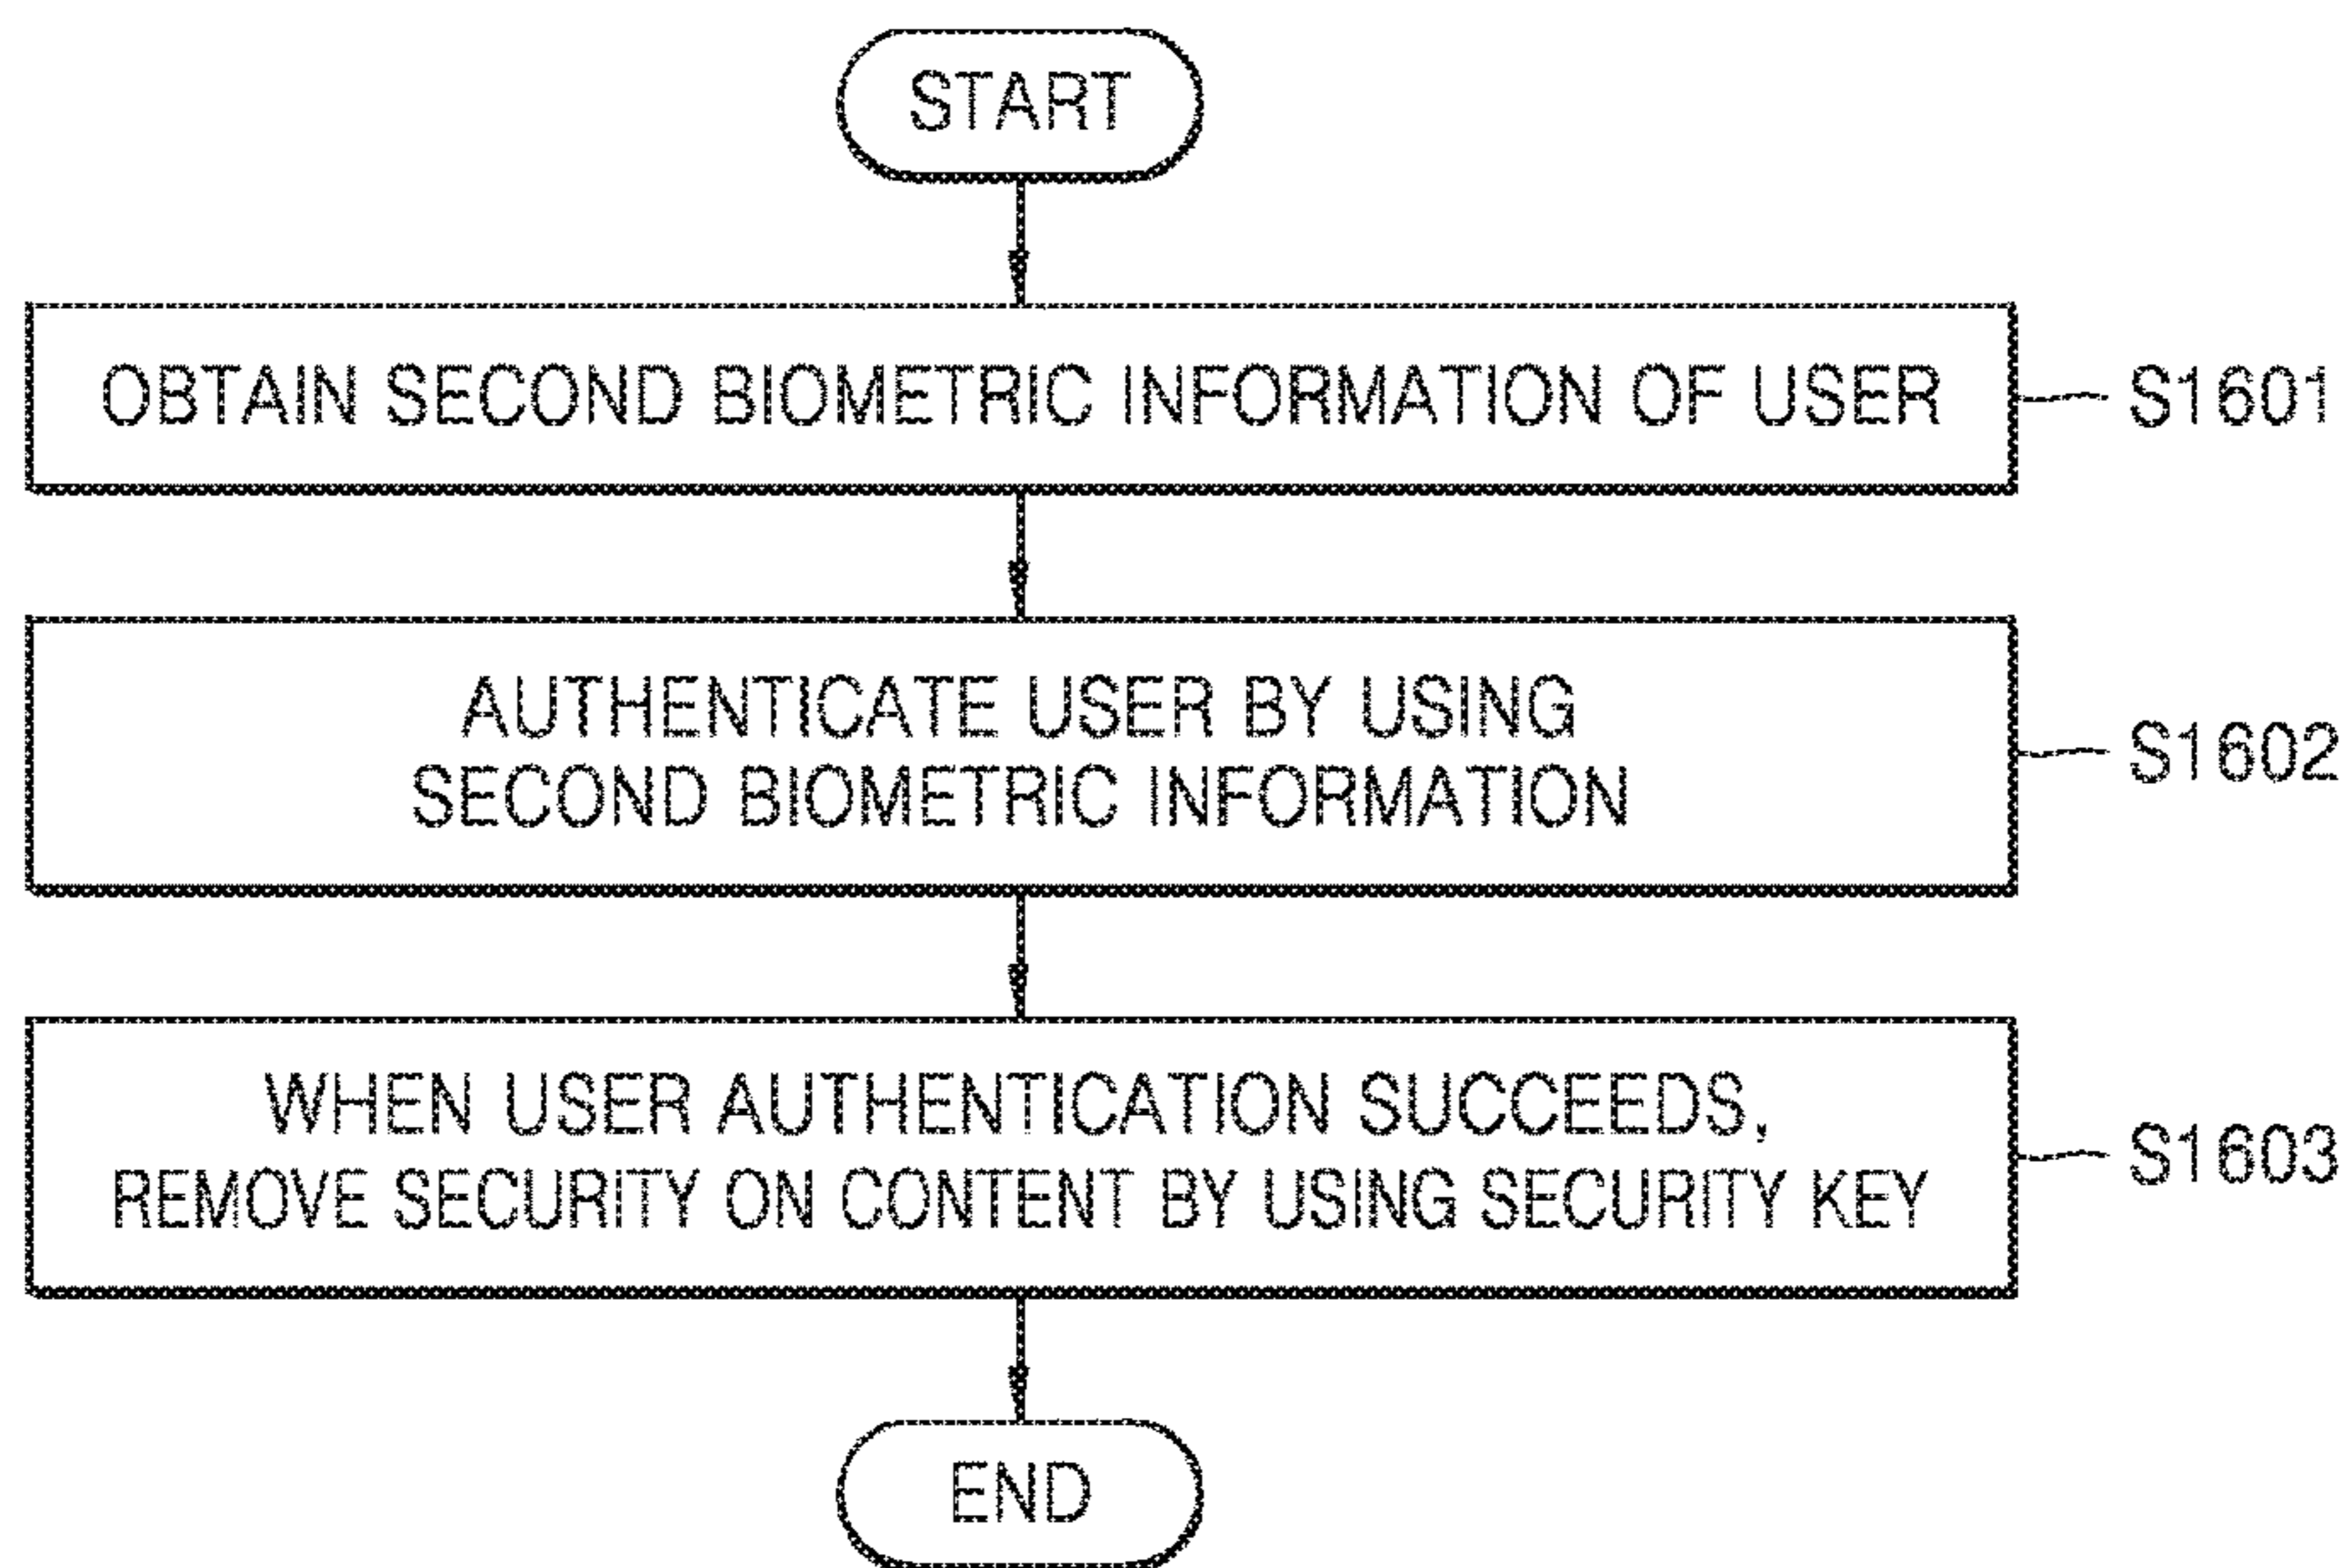 START
OBTAIN SECOND BIOMETRIC INFORMATION OF USER
S1601
AUTHENTICATE USER BY USING
SECOND BIOMETRIC INFORMATION
S1602
WHEN USER AUTHENTICATION SUCCEEDS,
REMOVE SECURITY ON CONTENT BY USING SECURITY KEY
S1603
END